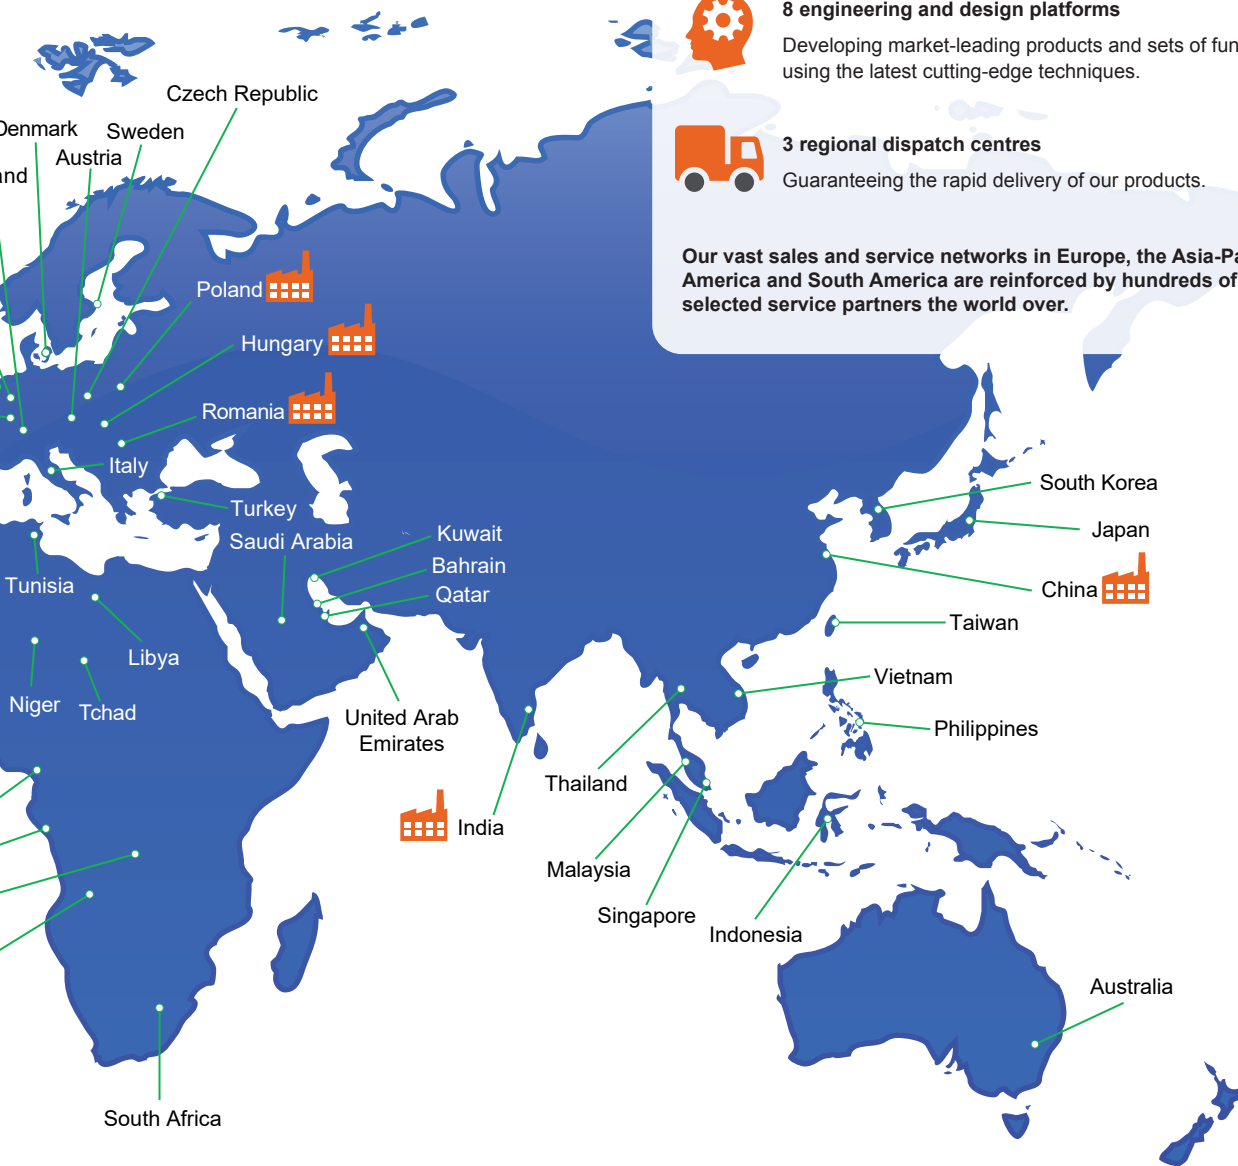 8 engineering and design platforms
Developing market-leading products and sets of fun
using the latest cutting-edge techniques.
3 regional dispatch centres
Guaranteeing the rapid delivery of our products.
Our vast sales and service networks in Europe, the Asia-Pa
America and South America are reinforced by hundreds of
selected service partners the world over.
Czech Republic
Denmark
Sweden
Austria
and
Poland
Hungary
Romania
Italy
Turkey
Saudi Arabia
Kuwait
Bahrain
Qatar
Tunisia
Libya
Niger
Tchad
United Arab
Emirates
South Korea
Japan
China
Taiwan
Vietnam
Philippines
Thailand
India
Malaysia
Singapore
Indonesia
Australia
South Africa